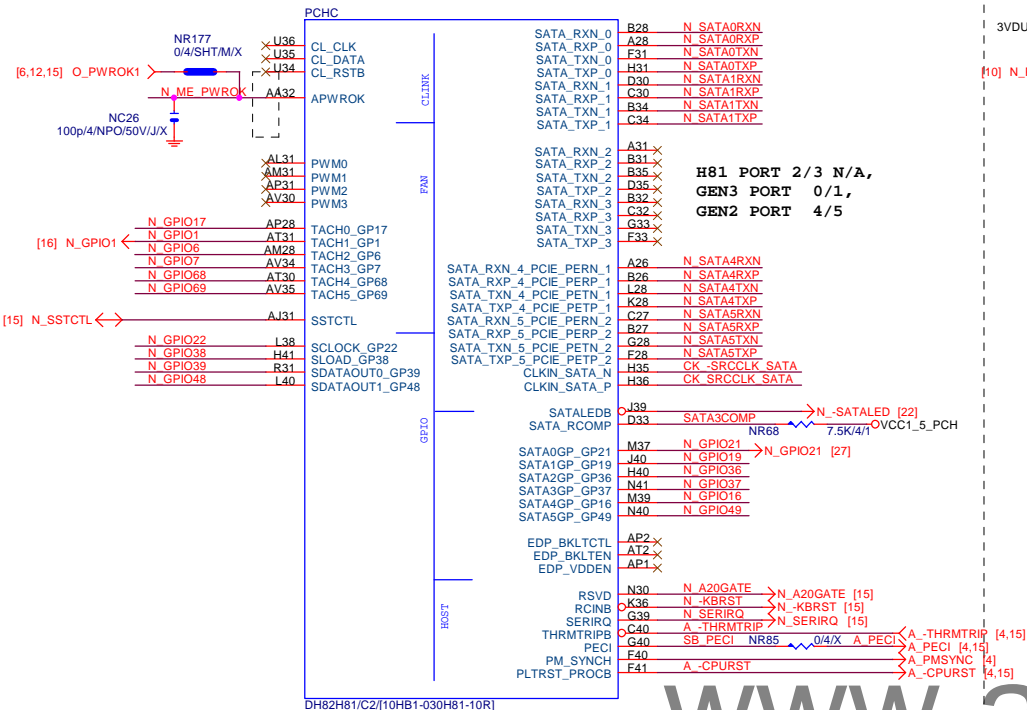 PCHC
NR177
0/4/SHT/M/X
[6,12,15] O_PWROK1
N_ME_PWROK
NC26
100p/4/NPO/50V/J/X
U36 CL_CLK
U35 CL_DATA
U34 CL_RSTB
AA32 APWROK
CLINK
AL31 PWM0
AM31 PWM1
AP31 PWM2
AV30 PWM3
FAN
N_GPIO17 AP28 TACH0_GP17
[16] N_GPIO1 N_GPIO1 AT31 TACH1_GP1
N_GPIO6 AM28 TACH2_GP6
N_GPIO7 AV34 TACH3_GP7
N_GPIO68 AT30 TACH4_GP68
N_GPIO69 AV35 TACH5_GP69
[15] N_SSTCTL AJ31 SSTCTL
N_GPIO22 L38 SCLOCK_GP22
N_GPIO38 H41 SLOAD_GP38
N_GPIO39 R31 SDATAOUT0_GP39
N_GPIO48 L40 SDATAOUT1_GP48
GPIO
HOST
SATA_RXN_0 B28 N_SATA0RXN
SATA_RXP_0 A28 N_SATA0RXP
SATA_TXN_0 F31 N_SATA0TXN
SATA_TXP_0 H31 N_SATA0TXP
SATA_RXN_1 D30 N_SATA1RXN
SATA_RXP_1 C30 N_SATA1RXP
SATA_TXN_1 B34 N_SATA1TXN
SATA_TXP_1 C34 N_SATA1TXP
SATA_RXN_2 A31
SATA_RXP_2 B31
SATA_TXN_2 B35
SATA_TXP_2 D35
SATA_RXN_3 B32
SATA_RXP_3 C32
SATA_TXN_3 G33
SATA_TXP_3 F33
H81 PORT 2/3 N/A,
GEN3 PORT 0/1,
GEN2 PORT 4/5
SATA_RXN_4_PCIE_PERN_1 A26 N_SATA4RXN
SATA_RXP_4_PCIE_PERP_1 B26 N_SATA4RXP
SATA_TXN_4_PCIE_PETN_1 L28 N_SATA4TXN
SATA_TXP_4_PCIE_PETP_1 K28 N_SATA4TXP
SATA_RXN_5_PCIE_PERN_2 C27 N_SATA5RXN
SATA_RXP_5_PCIE_PERP_2 B27 N_SATA5RXP
SATA_TXN_5_PCIE_PETN_2 G28 N_SATA5TXN
SATA_TXP_5_PCIE_PETP_2 F28 N_SATA5TXP
CLKIN_SATA_N H35 CK_-SRCCLK_SATA
CLKIN_SATA_P H36 CK_SRCCLK_SATA
SATALEDB J39 N_-SATALED [22]
SATA_RCOMP D33 SATA3COMP NR68 7.5K/4/1 VCC1_5_PCH
SATA0GP_GP21 M37 N_GPIO21 N_GPIO21 [27]
SATA1GP_GP19 J40 N_GPIO19
SATA2GP_GP36 H40 N_GPIO36
SATA3GP_GP37 N41 N_GPIO37
SATA4GP_GP16 M39 N_GPIO16
SATA5GP_GP49 N40 N_GPIO49
EDP_BKLTCTL AP2
EDP_BKLTEN AT2
EDP_VDDEN AP1
RSVD N30 N_A20GATE N_A20GATE [15]
RCINB K36 N_-KBRST N_-KBRST [15]
SERIRQ G39 N_SERIRQ N_SERIRQ [15]
THRMTRIPB C40 A_-THRMTRIP A_-THRMTRIP [4,15]
PECI G40 SB_PECI NR85 0/4/X A_PECI A_PECI [4,15]
PM_SYNCH F40 A_PMSYNC [4]
PLTRST_PROCB F41 A_-CPURST A_-CPURST [4,15]
DH82H81/C2/[10HB1-030H81-10R]
3VDU
[10] N_
www.